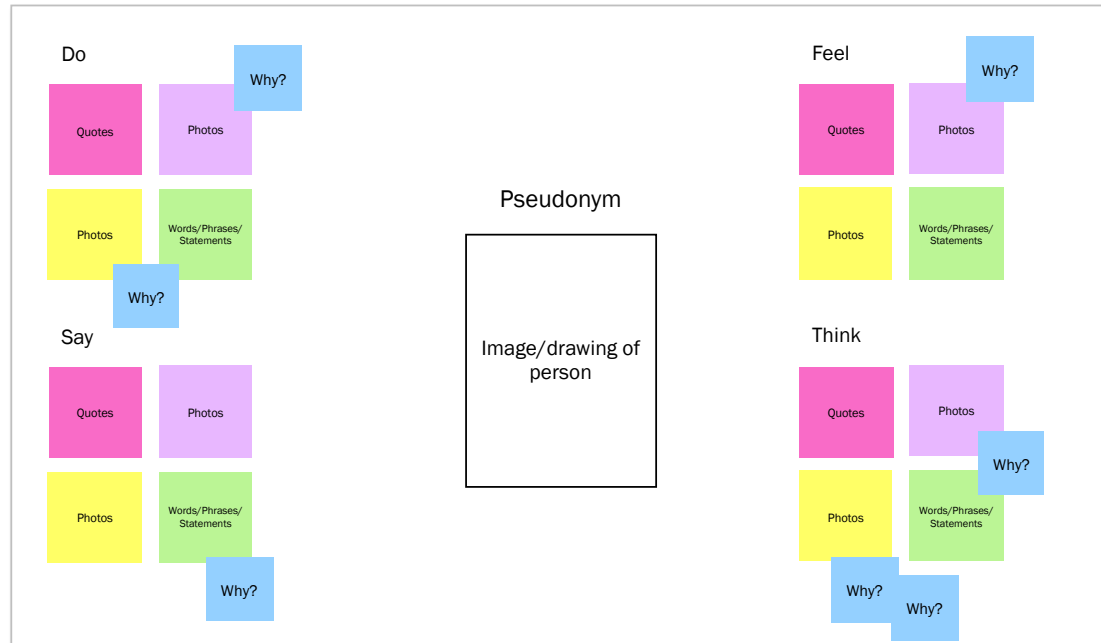 Do
Why?
Quotes
Photos
Photos
Words/Phrases/
Statements
Why?
Say
Quotes
Photos
Photos
Words/Phrases/
Statements
Why?
Pseudonym
Image/drawing of
person
Feel
Why?
Quotes
Photos
Photos
Words/Phrases/
Statements
Think
Quotes
Photos
Why?
Photos
Words/Phrases/
Statements
Why?
Why?